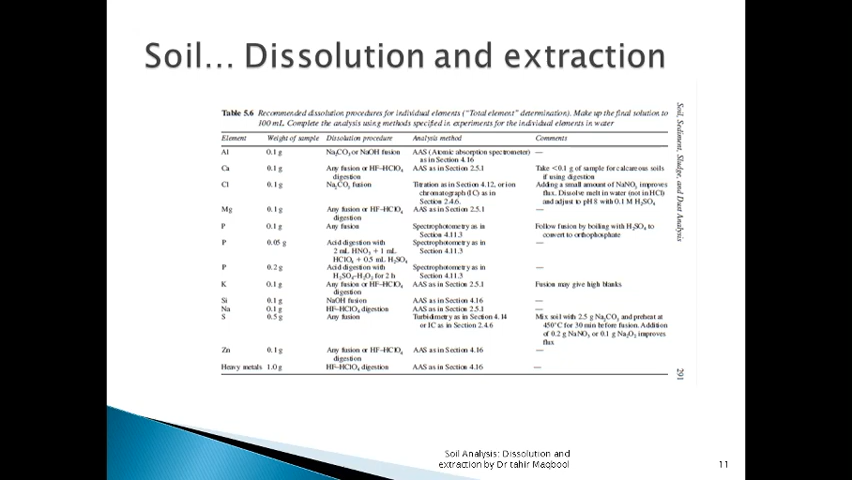 Soil... Dissolution and extraction
Table 5.6 Recommended dissolution procedures for individual elements ("Total element" determination). Make up the final solution to
100 mL. Complete the analysis using methods specified in experiments for the individual elements in water
Element Weight of sample Dissolution procedure Analysis method Comments
Al 0.1 g Na₂CO₃ or NaOH fusion AAS (Atomic absorption spectrometer) —
as in Section 4.16
Ca 0.1 g Any fusion or HF–HClO₄ AAS as in Section 2.5.1 Take <0.1 g of sample for calcareous soils
digestion if using digestion
Cl 0.1 g Na₂CO₃ fusion Titration as in Section 4.12, or ion Adding a small amount of NaNO₃ improves
chromatograph (IC) as in flux. Dissolve melt in water (not in HCl)
Section 2.4.6. and adjust to pH 8 with 0.1 M H₂SO₄
Mg 0.1 g Any fusion or HF–HClO₄ AAS as in Section 2.5.1 —
digestion
P 0.1 g Any fusion Spectrophotometry as in Follow fusion by boiling with H₂SO₄ to
Section 4.11.3 convert to orthophosphate
P 0.05 g Acid digestion with Spectrophotometry as in —
2 mL HNO₃ + 1 mL Section 4.11.3
HClO₄ + 0.5 mL H₂SO₄
P 0.2 g Acid digestion with Spectrophotometry as in —
H₂SO₄–H₂O₂ for 2 h Section 4.11.3
K 0.1 g Any fusion or HF–HClO₄ AAS as in Section 2.5.1 Fusion may give high blanks
digestion
Si 0.1 g NaOH fusion AAS as in Section 4.16 —
Na 0.1 g HF–HClO₄ digestion AAS as in Section 2.5.1 —
S 0.5 g Any fusion Turbidimetry as in Section 4.14 Mix soil with 2.5 g Na₂CO₃ and preheat at
or IC as in Section 2.4.6 450°C for 30 min before fusion. Addition
of 0.2 g NaNO₃ or 0.1 g Na₂O₂ improves
flux
Zn 0.1 g Any fusion or HF–HClO₄ AAS as in Section 4.16 —
digestion
Heavy metals 1.0 g HF–HClO₄ digestion AAS as in Section 4.16 —
Soil, Sediment, Sludge, and Dust Analysis
291
Soil Analysis: Dissolution and
extraction by Dr tahir Maqbool
11